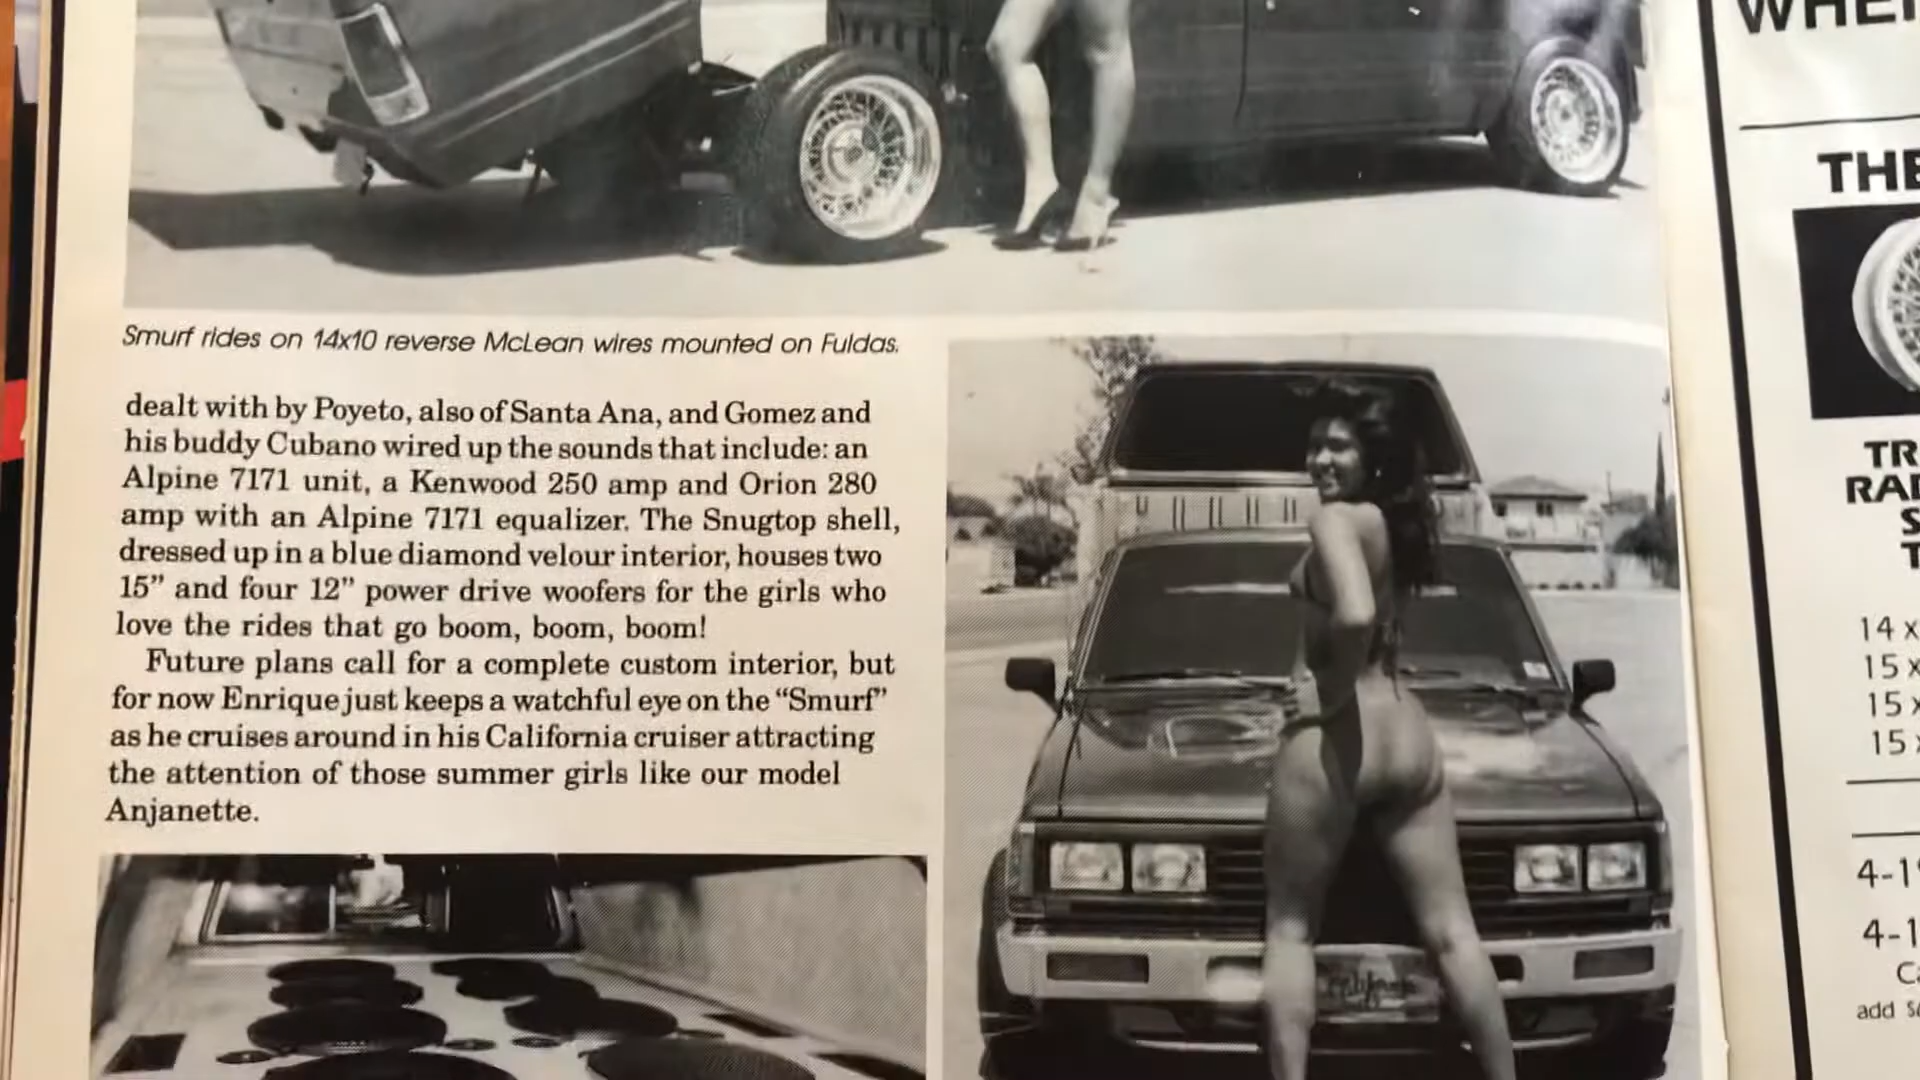 Smurf rides on 14x10 reverse McLean wires mounted on Fuldas.
dealt with by Poyeto, also of Santa Ana, and Gomez and
his buddy Cubano wired up the sounds that include: an
Alpine 7171 unit, a Kenwood 250 amp and Orion 280
amp with an Alpine 7171 equalizer. The Snugtop shell,
dressed up in a blue diamond velour interior, houses two
15” and four 12” power drive woofers for the girls who
love the rides that go boom, boom, boom!
Future plans call for a complete custom interior, but
for now Enrique just keeps a watchful eye on the “Smurf”
as he cruises around in his California cruiser attracting
the attention of those summer girls like our model
Anjanette.
California
THE
14 x
15 x
15 x
15 x
add